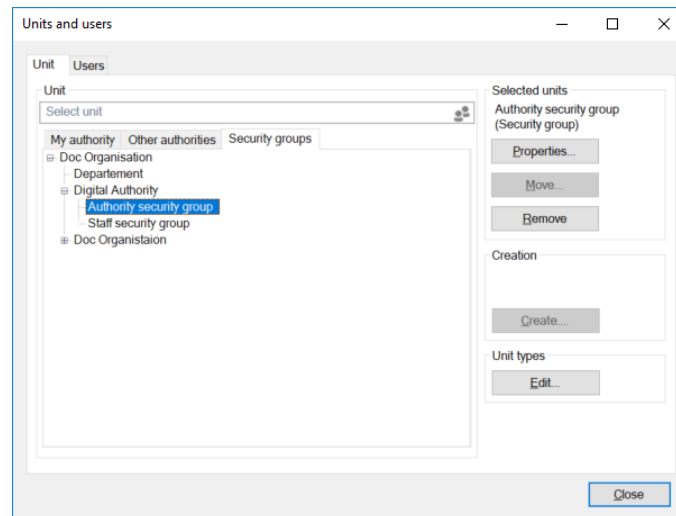 Units and users
Unit Users
Unit
Select unit
My authority Other authorities Security groups
Doc Organisation
Departement
Digital Authority
Authority security group
Staff security group
Doc Organistaion
Selected units
Authority security group
(Security group)
Properties...
Move...
Remove
Creation
Create....
Unit types
Edit...
Close